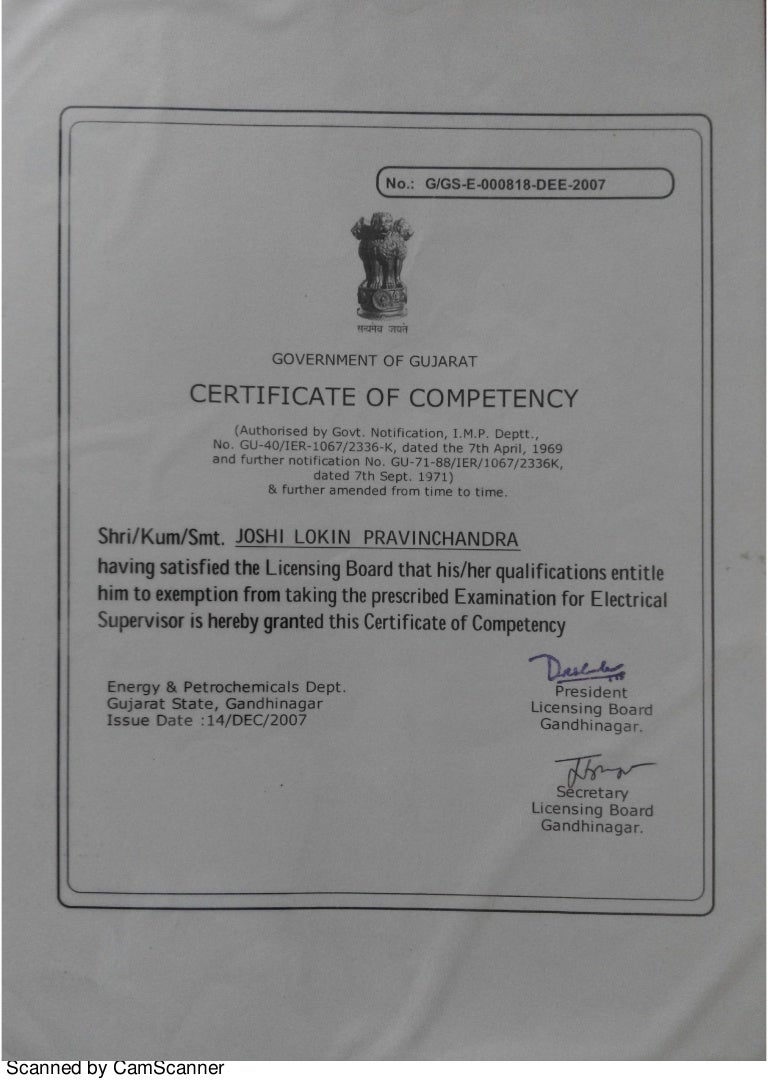 No.: G/GS-E-000818-DEE-2007
सत्यमेव जयते
GOVERNMENT OF GUJARAT
CERTIFICATE OF COMPETENCY
(Authorised by Govt. Notification, I.M.P. Deptt.,
No. GU-40/IER-1067/2336-K, dated the 7th April, 1969
and further notification No. GU-71-88/IER/1067/2336K,
dated 7th Sept. 1971)
& further amended from time to time.
Shri/Kum/Smt. JOSHI LOKIN PRAVINCHANDRA
having satisfied the Licensing Board that his/her qualifications entitle
him to exemption from taking the prescribed Examination for Electrical
Supervisor is hereby granted this Certificate of Competency
Energy & Petrochemicals Dept.
Gujarat State, Gandhinagar
Issue Date :14/DEC/2007
President
Licensing Board
Gandhinagar.
Secretary
Licensing Board
Gandhinagar.
Scanned by CamScanner